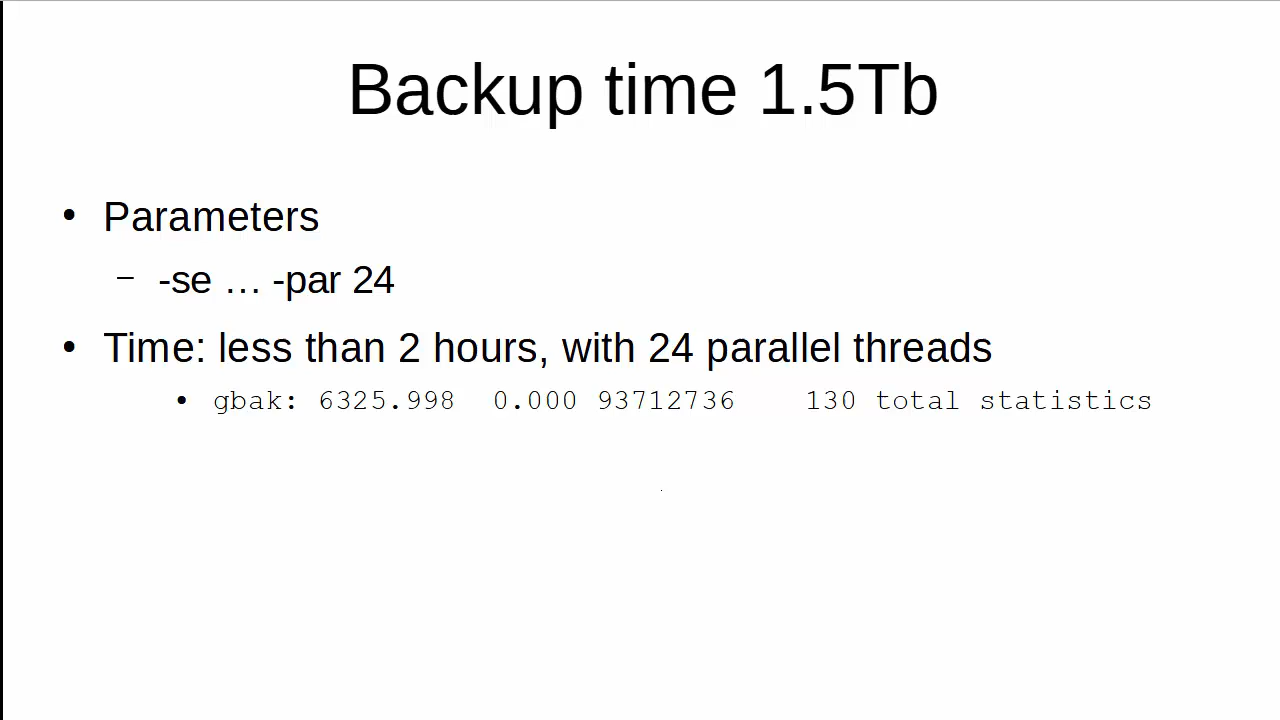 Backup time 1.5Tb
• Parameters
– -se … -par 24
• Time: less than 2 hours, with 24 parallel threads
• gbak: 6325.998 0.000 93712736 130 total statistics